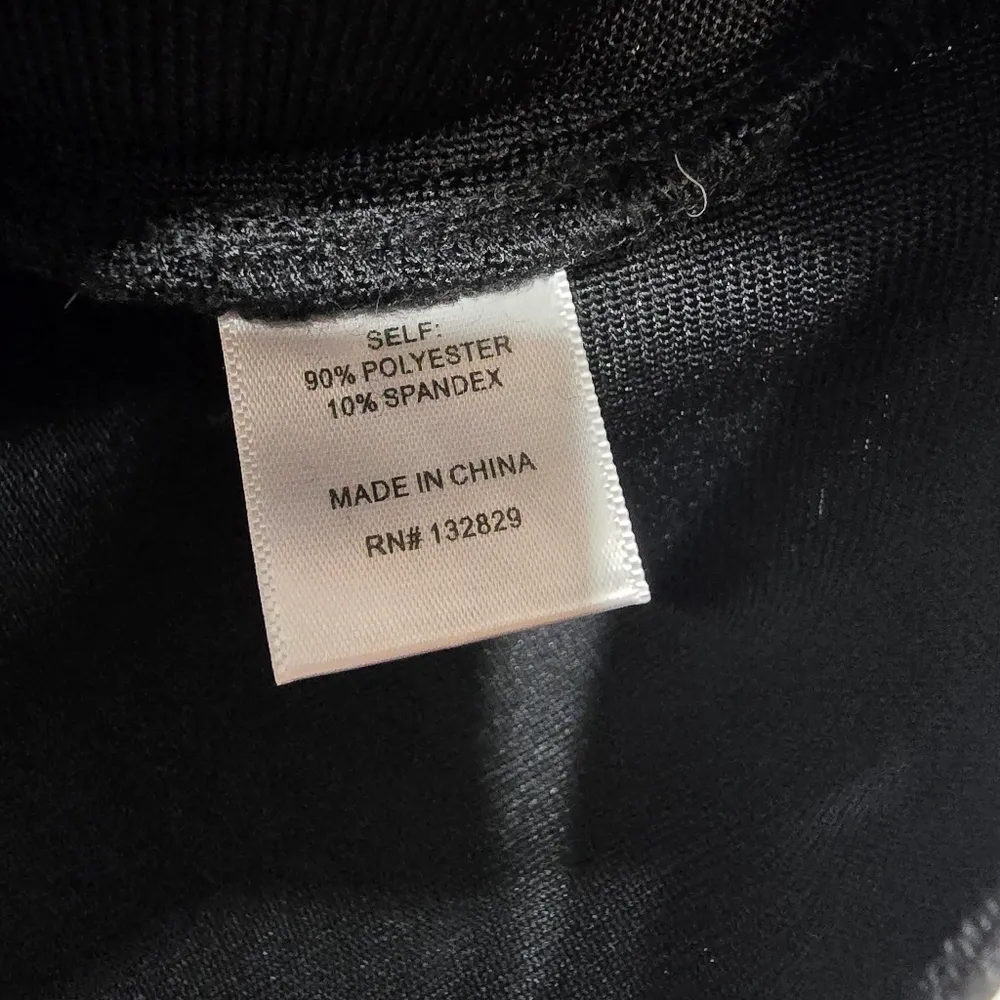 SELF:
90% POLYESTER
10% SPANDEX
MADE IN CHINA
RN# 132829